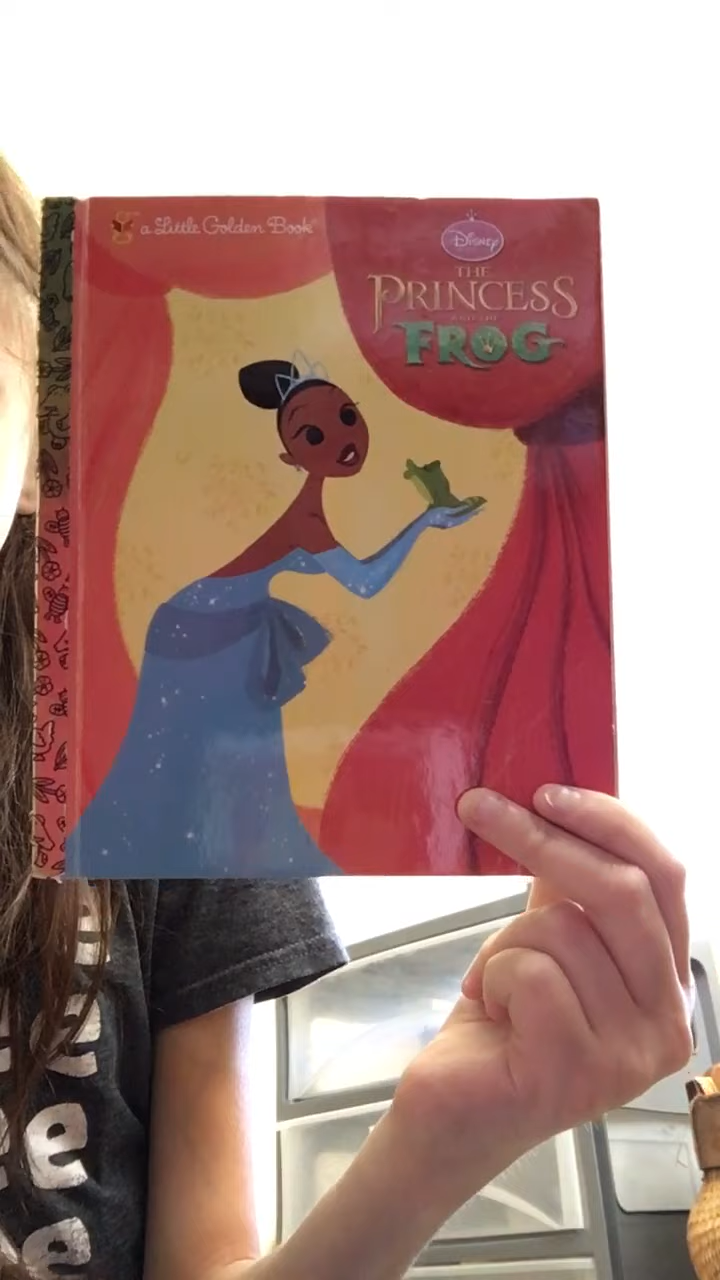 a Little Golden Book
Disney
THE
PRINCESS
AND THE
FROG